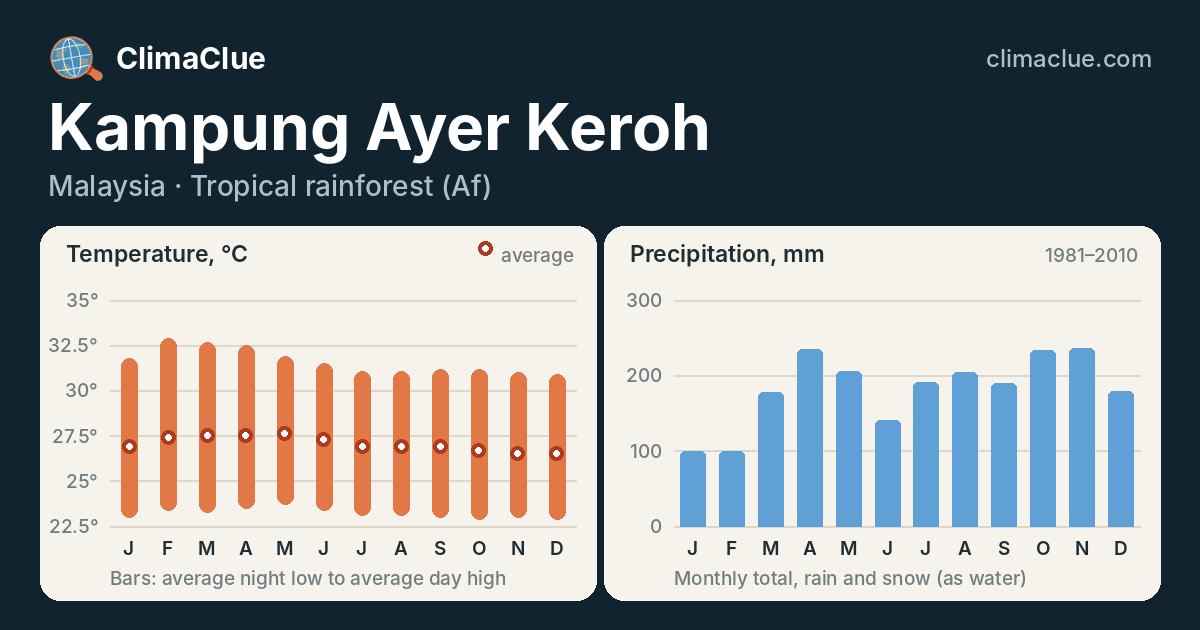 ClimaClue
climaclue.com
Kampung Ayer Keroh
Malaysia · Tropical rainforest (Af)
Temperature, °C
average
35°
32.5°
30°
27.5°
25°
22.5°
J F M A M J J A S O N D
Bars: average night low to average day high
Precipitation, mm
1981–2010
300
200
100
0
J F M A M J J A S O N D
Monthly total, rain and snow (as water)